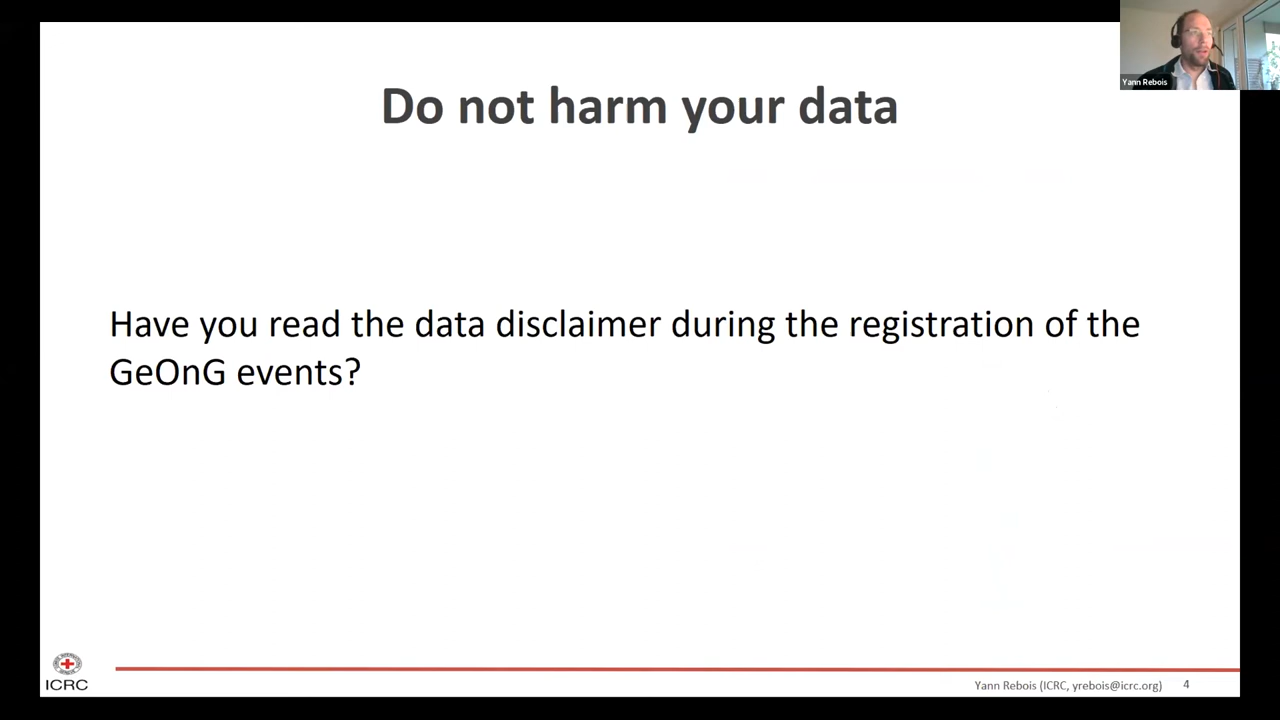 Do not harm your data
Yann Rebois
Have you read the data disclaimer during the registration of the
GeOnG events?
ICRC
Yann Rebois (ICRC, yrebois@icrc.org) 4